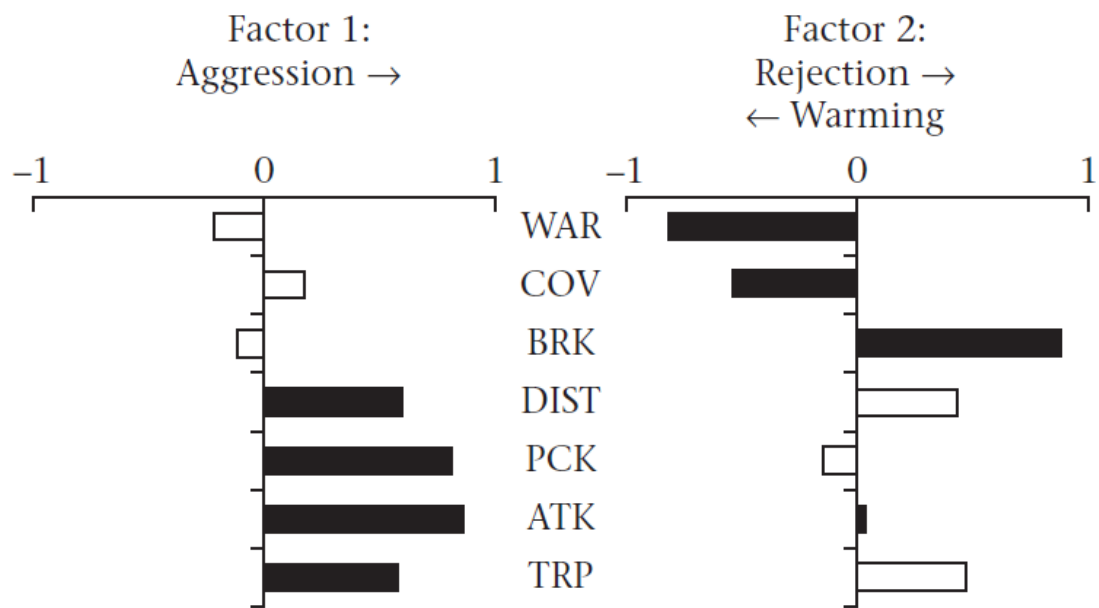 Factor 1:
Aggression →
Factor 2:
Rejection →
← Warming
−1 0 1
−1 0 1
WAR
COV
BRK
DIST
PCK
ATK
TRP